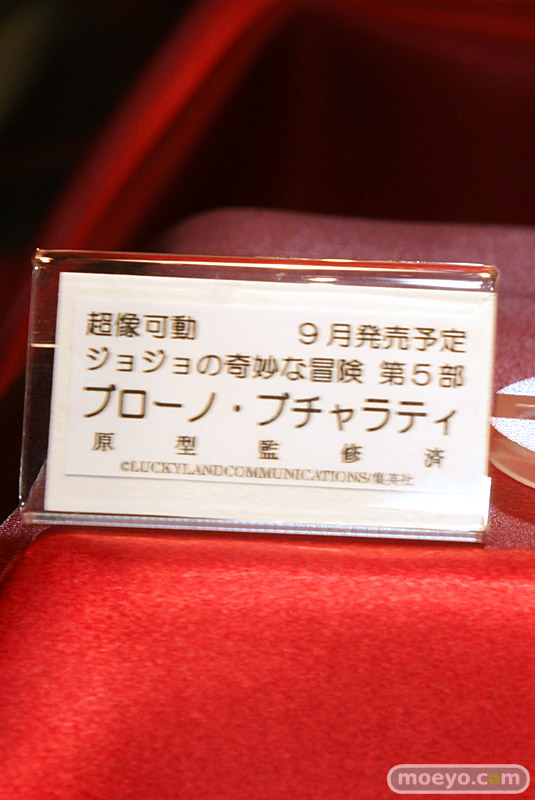 超像可動 9月発売予定
ジョジョの奇妙な冒険 第5部
ブローノ・ブチャラティ
原型監修済
©LUCKYLANDCOMMUNICATIONS/集英社
moeyo.com